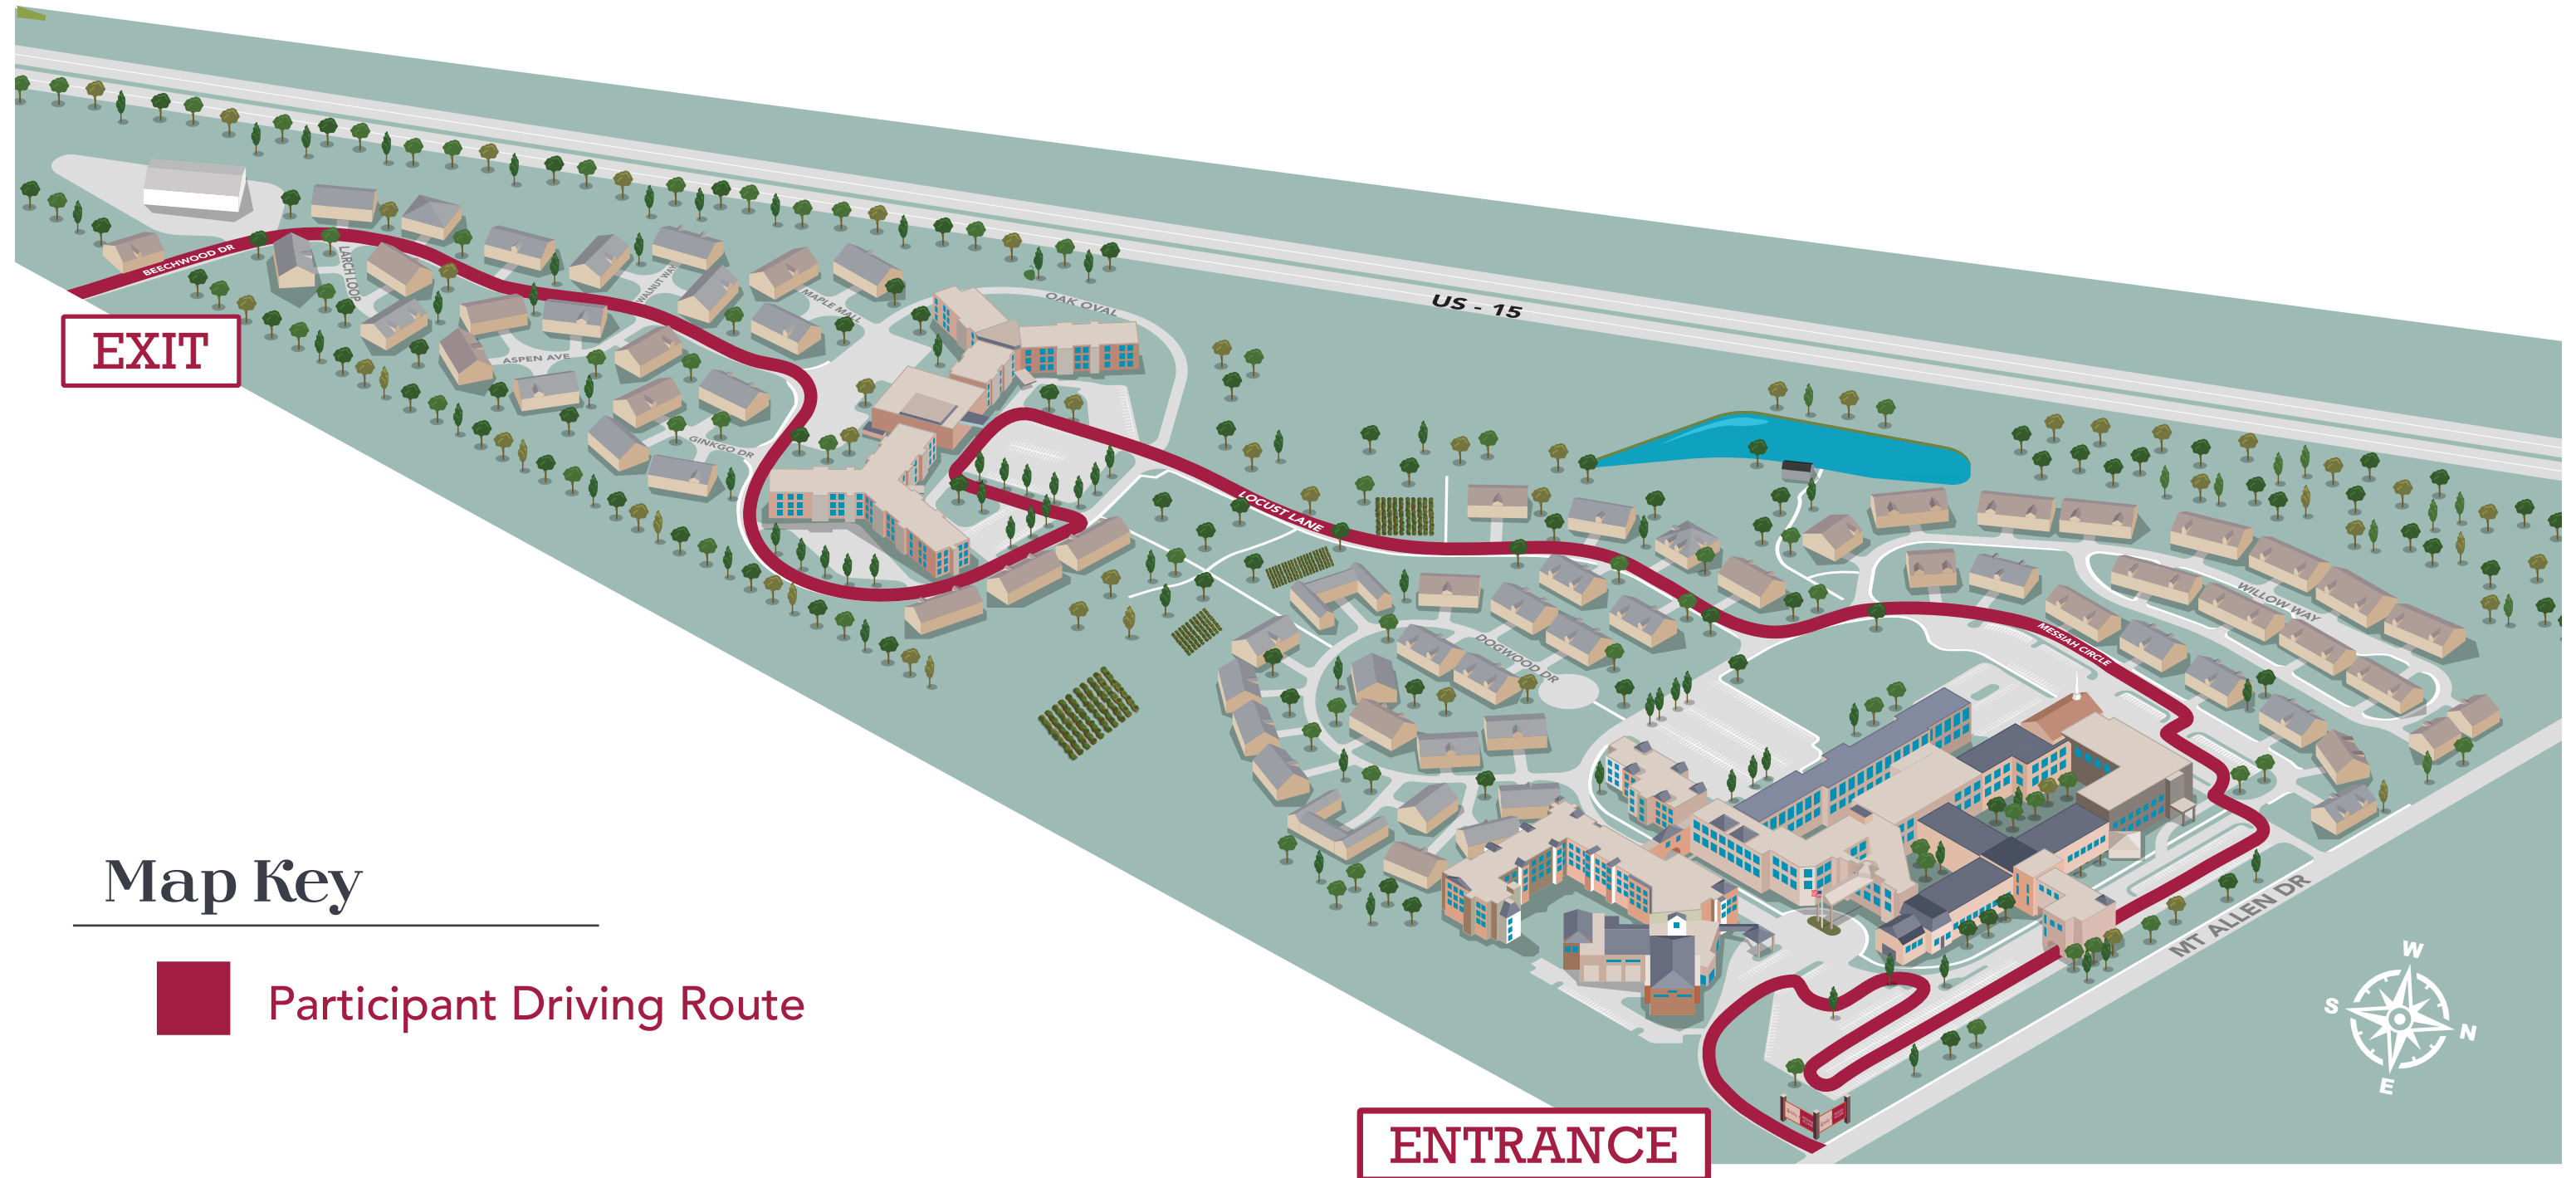 BEECHWOOD DR
LARCH LOOP
WALNUT WAY
MAPLE MALL
OAK OVAL
US - 15
EXIT
ASPEN AVE
GINKGO DR
LOCUST LANE
WILLOW WAY
DOGWOOD DR
MESSIAH CIRCLE
Map Key
MT ALLEN DR
W
S
N
E
Participant Driving Route
ENTRANCE